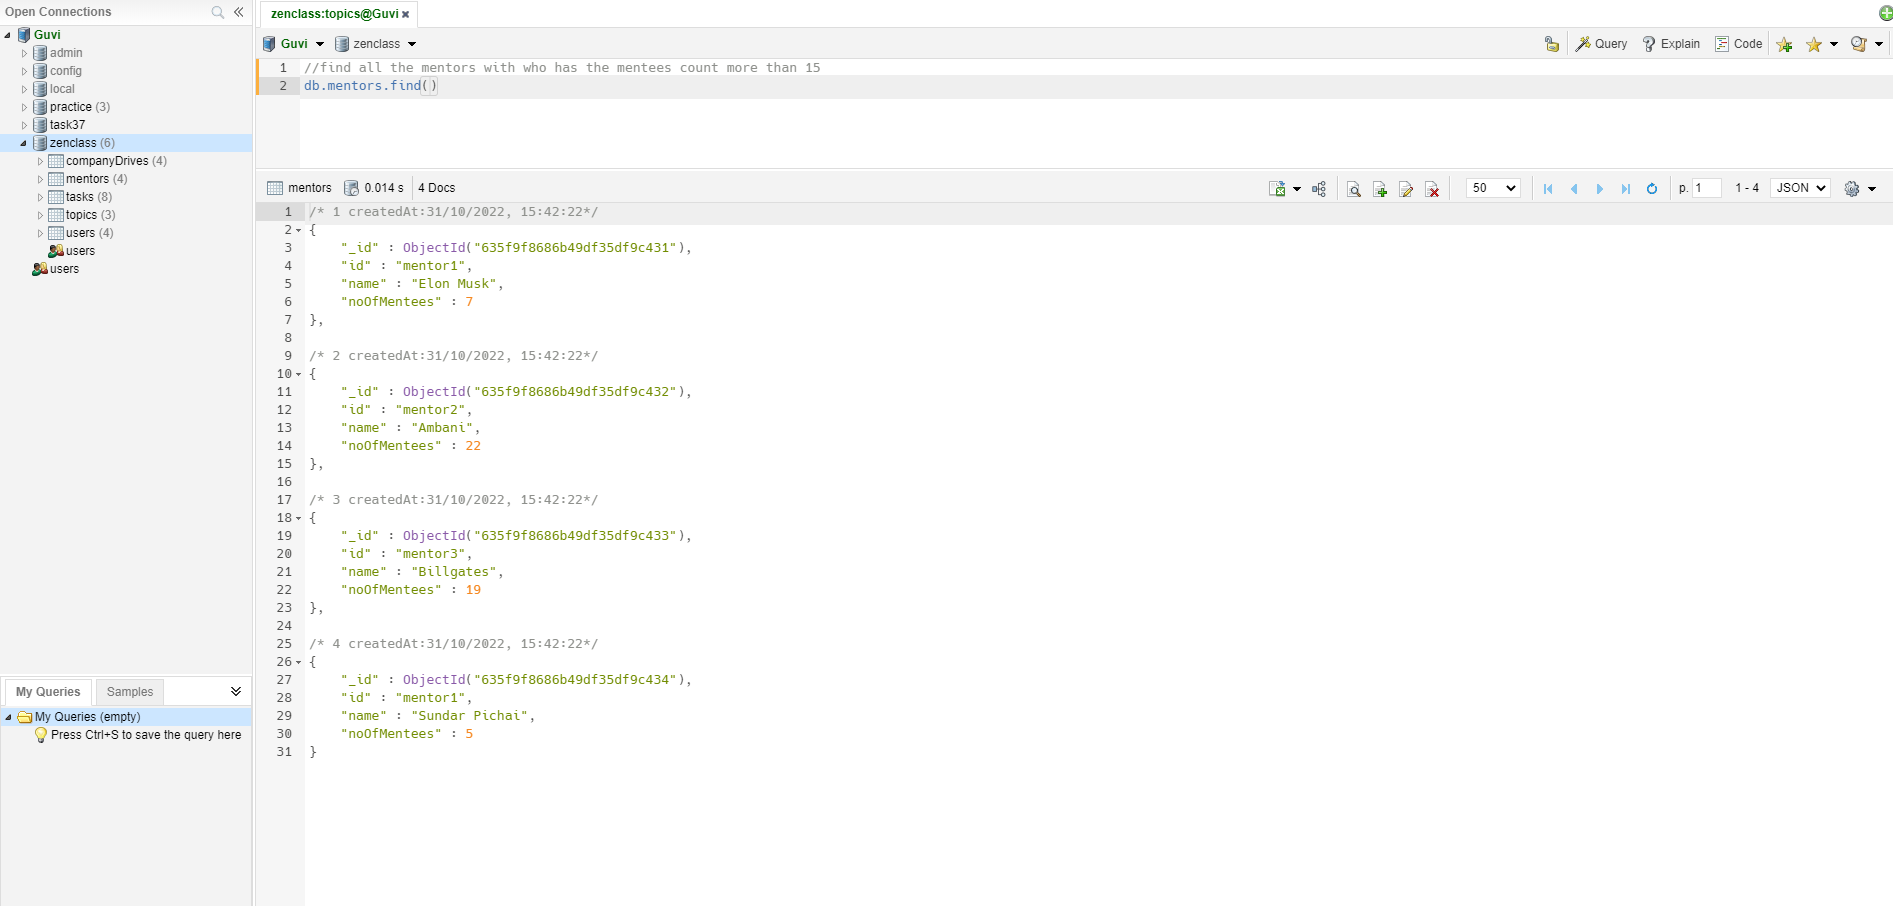 Open Connections
Guvi
admin
config
local
practice (3)
task37
zenclass (6)
companyDrives (4)
mentors (4)
tasks (8)
topics (3)
users (4)
users
users
My Queries Samples
My Queries (empty)
Press Ctrl+S to save the query here
zenclass:topics@Guvi
Guvi zenclass Query Explain Code
1 //find all the mentors with who has the mentees count more than 15
2 db.mentors.find()
mentors 0.014 s 4 Docs 50 p. 1 1 - 4 JSON
1 /* 1 createdAt:31/10/2022, 15:42:22*/
2 {
3 "_id" : ObjectId("635f9f8686b49df35df9c431"),
4 "id" : "mentor1",
5 "name" : "Elon Musk",
6 "noOfMentees" : 7
7 },
8
9 /* 2 createdAt:31/10/2022, 15:42:22*/
10 {
11 "_id" : ObjectId("635f9f8686b49df35df9c432"),
12 "id" : "mentor2",
13 "name" : "Ambani",
14 "noOfMentees" : 22
15 },
16
17 /* 3 createdAt:31/10/2022, 15:42:22*/
18 {
19 "_id" : ObjectId("635f9f8686b49df35df9c433"),
20 "id" : "mentor3",
21 "name" : "Billgates",
22 "noOfMentees" : 19
23 },
24
25 /* 4 createdAt:31/10/2022, 15:42:22*/
26 {
27 "_id" : ObjectId("635f9f8686b49df35df9c434"),
28 "id" : "mentor1",
29 "name" : "Sundar Pichai",
30 "noOfMentees" : 5
31 }